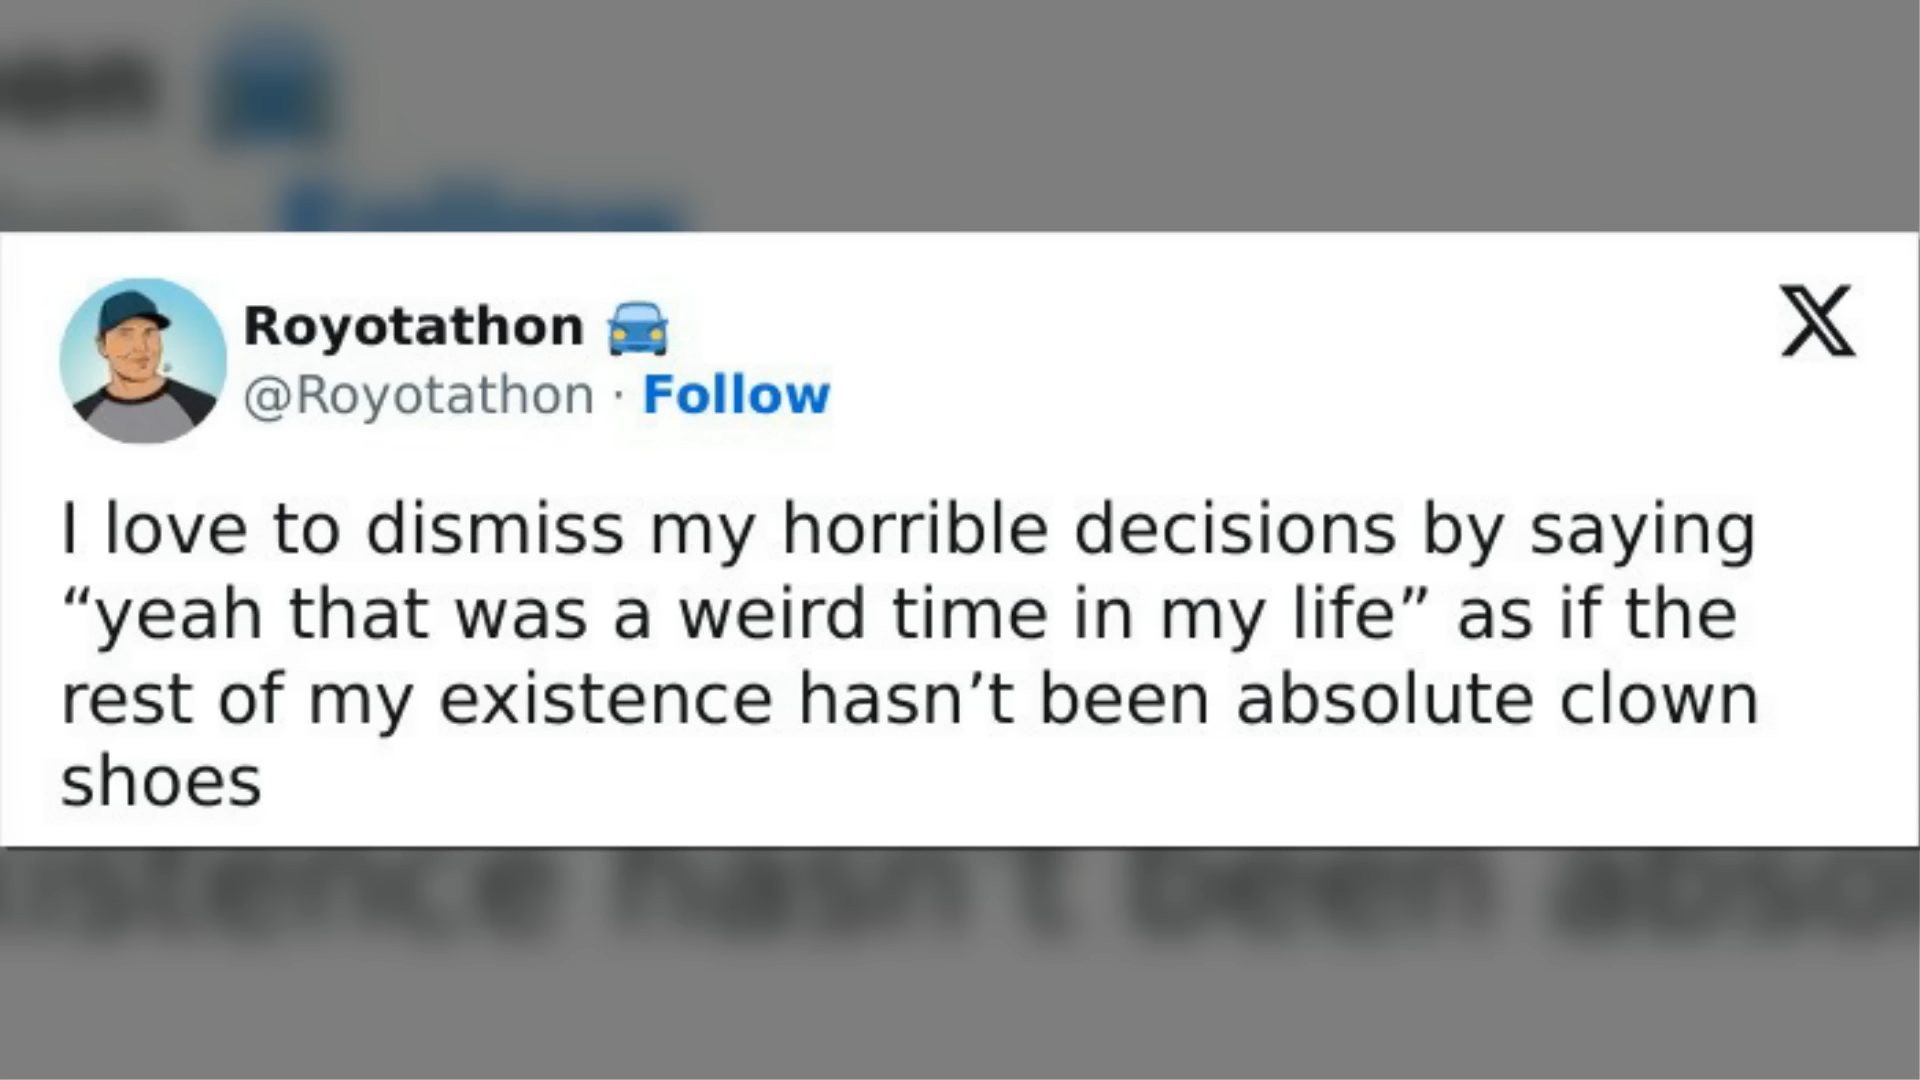 Royotathon
@Royotathon · Follow
I love to dismiss my horrible decisions by saying
“yeah that was a weird time in my life” as if the
rest of my existence hasn’t been absolute clown
shoes